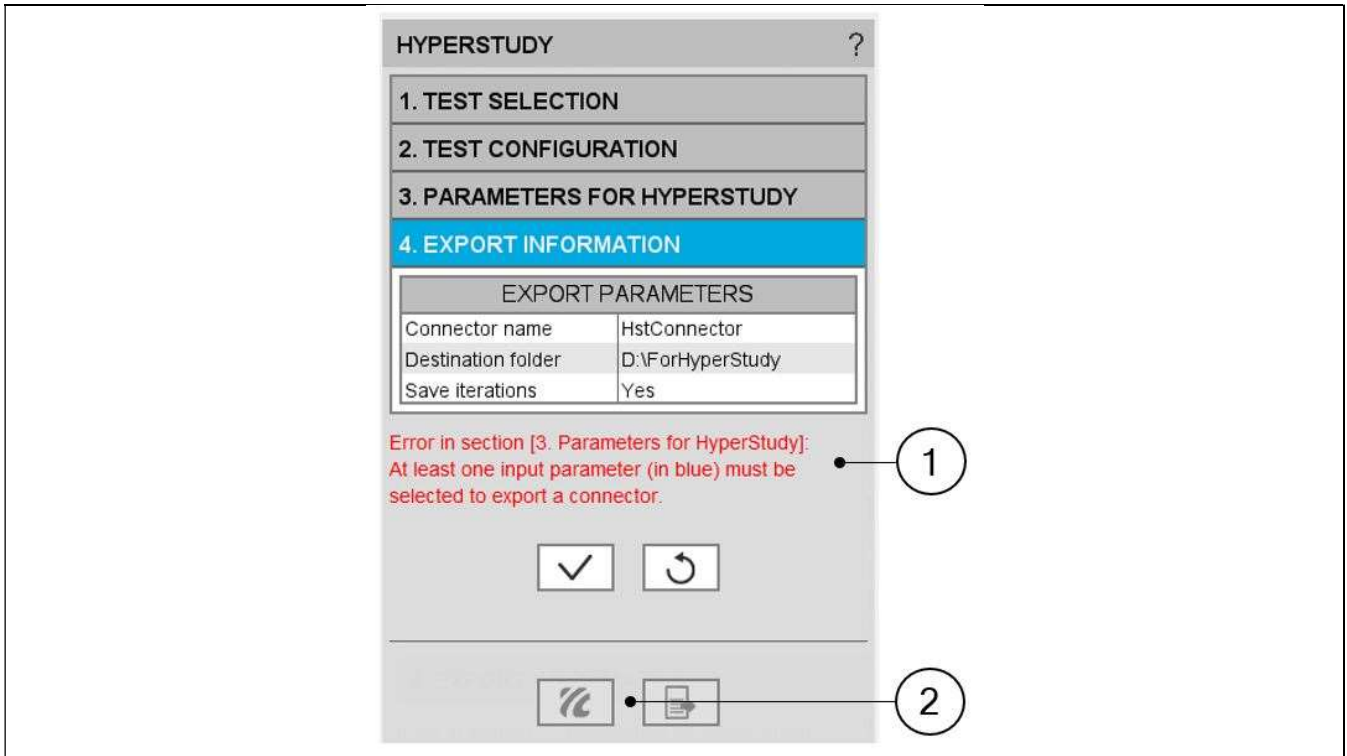 HYPERSTUDY ?
1. TEST SELECTION
2. TEST CONFIGURATION
3. PARAMETERS FOR HYPERSTUDY
4. EXPORT INFORMATION
EXPORT PARAMETERS
Connector name HstConnector
Destination folder D:\ForHyperStudy
Save iterations Yes
Error in section [3. Parameters for HyperStudy]:
At least one input parameter (in blue) must be
selected to export a connector.
1
2